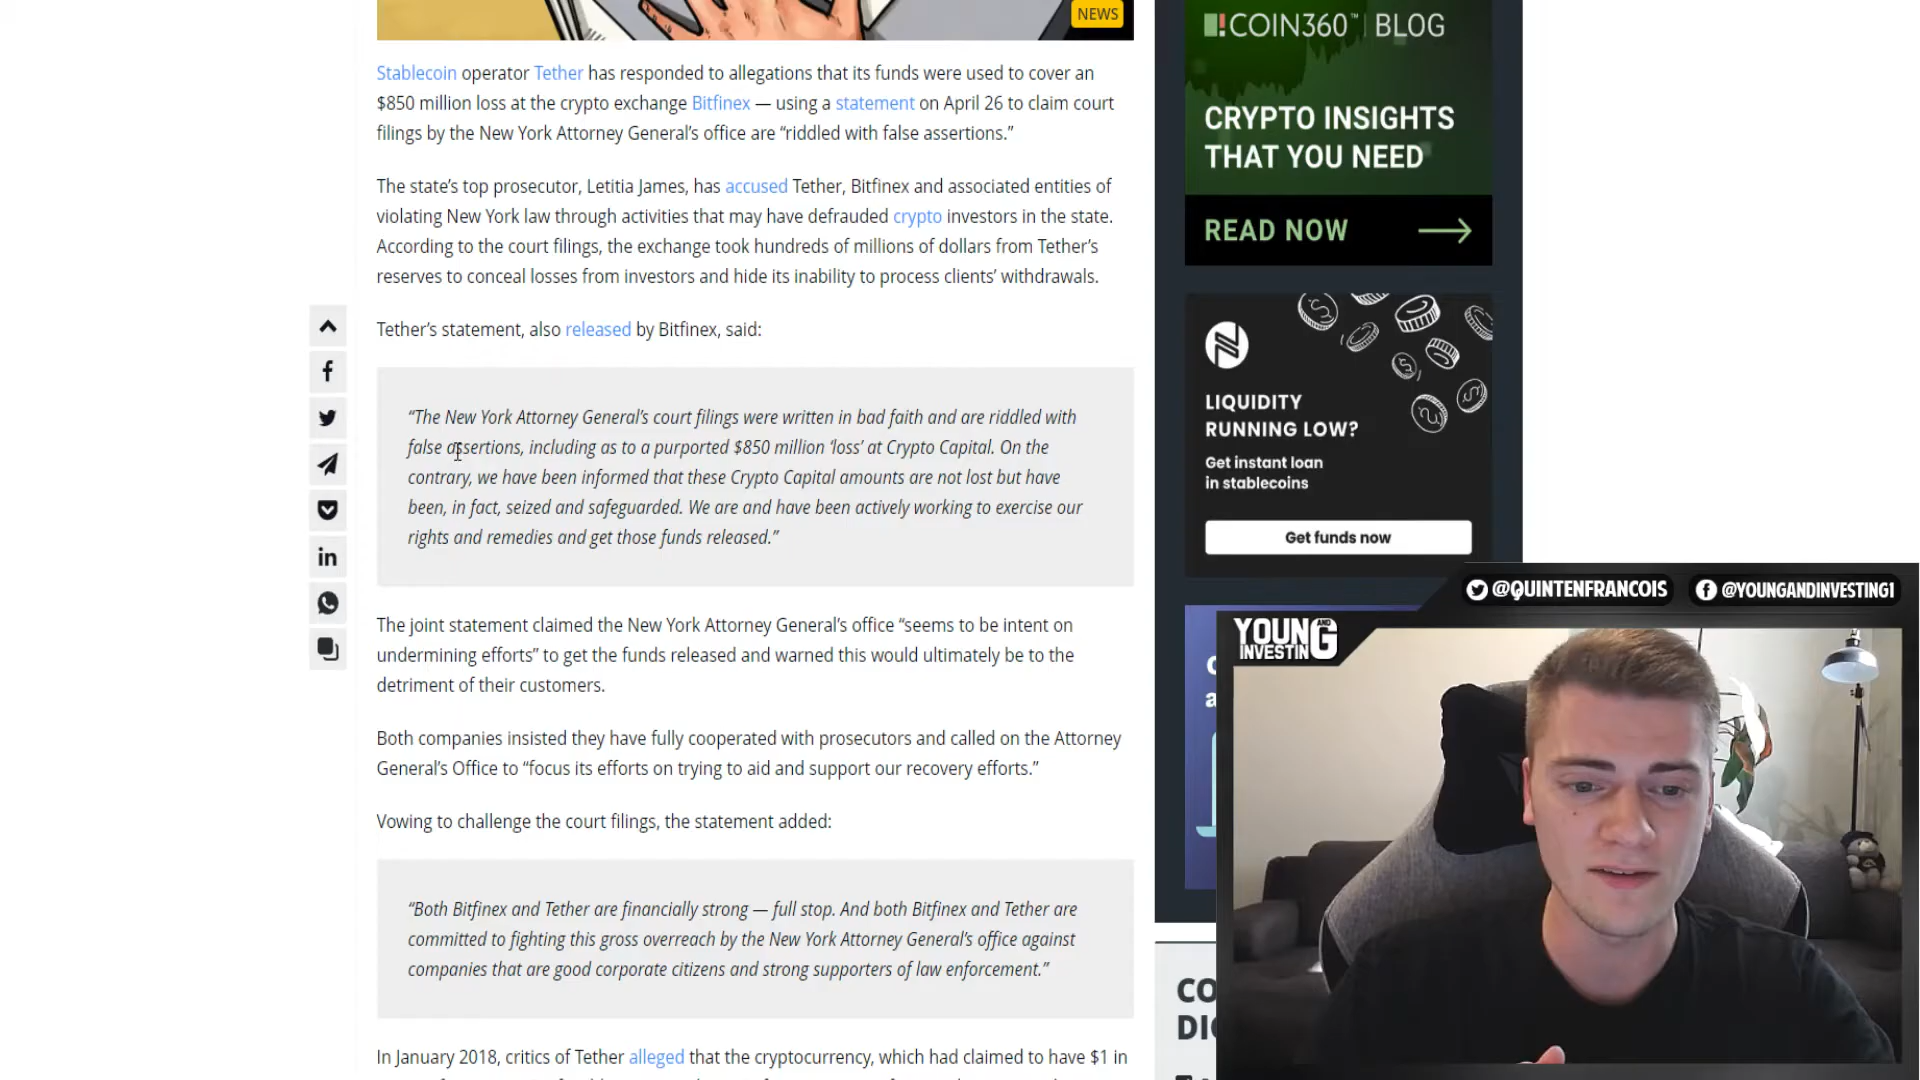 NEWS
Stablecoin operator Tether has responded to allegations that its funds were used to cover an
$850 million loss at the crypto exchange Bitfinex — using a statement on April 26 to claim court
filings by the New York Attorney General’s office are “riddled with false assertions.”
The state’s top prosecutor, Letitia James, has accused Tether, Bitfinex and associated entities of
violating New York law through activities that may have defrauded crypto investors in the state.
According to the court filings, the exchange took hundreds of millions of dollars from Tether’s
reserves to conceal losses from investors and hide its inability to process clients’ withdrawals.
Tether’s statement, also released by Bitfinex, said:
“The New York Attorney General’s court filings were written in bad faith and are riddled with
false assertions, including as to a purported $850 million ‘loss’ at Crypto Capital. On the
contrary, we have been informed that these Crypto Capital amounts are not lost but have
been, in fact, seized and safeguarded. We are and have been actively working to exercise our
rights and remedies and get those funds released.”
The joint statement claimed the New York Attorney General’s office “seems to be intent on
undermining efforts” to get the funds released and warned this would ultimately be to the
detriment of their customers.
Both companies insisted they have fully cooperated with prosecutors and called on the Attorney
General’s Office to “focus its efforts on trying to aid and support our recovery efforts.”
Vowing to challenge the court filings, the statement added:
“Both Bitfinex and Tether are financially strong — full stop. And both Bitfinex and Tether are
committed to fighting this gross overreach by the New York Attorney General’s office against
companies that are good corporate citizens and strong supporters of law enforcement.”
In January 2018, critics of Tether alleged that the cryptocurrency, which had claimed to have $1 in
COIN360™ | BLOG
CRYPTO INSIGHTS
THAT YOU NEED
READ NOW
LIQUIDITY
RUNNING LOW?
Get instant loan
in stablecoins
Get funds now
@QUINTENFRANCOIS
@YOUNGANDINVESTING1
YOUNG
AND
INVESTING
CO
DI